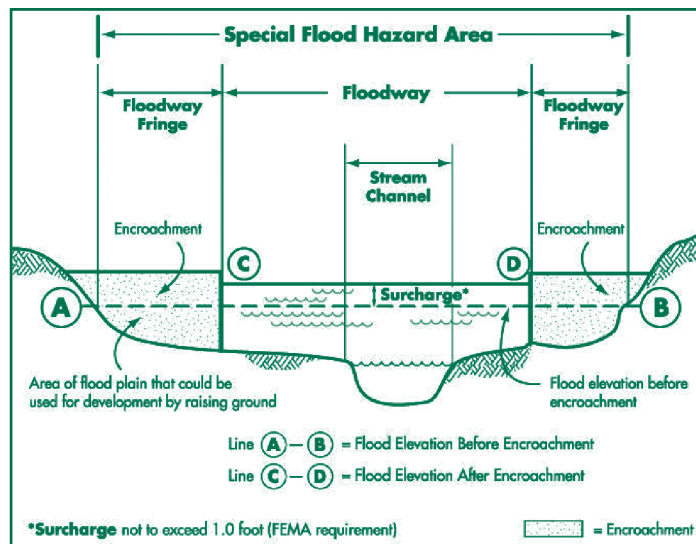 Special Flood Hazard Area
Floodway
Fringe
Floodway
Floodway
Fringe
Stream
Channel
Encroachment
C
D
Encroachment
Surcharge*
A
B
Area of flood plain that could be
used for development by raising ground
Flood elevation before
encroachment
Line A – B = Flood Elevation Before Encroachment
Line C – D = Flood Elevation After Encroachment
*Surcharge not to exceed 1.0 foot (FEMA requirement)
= Encroachment